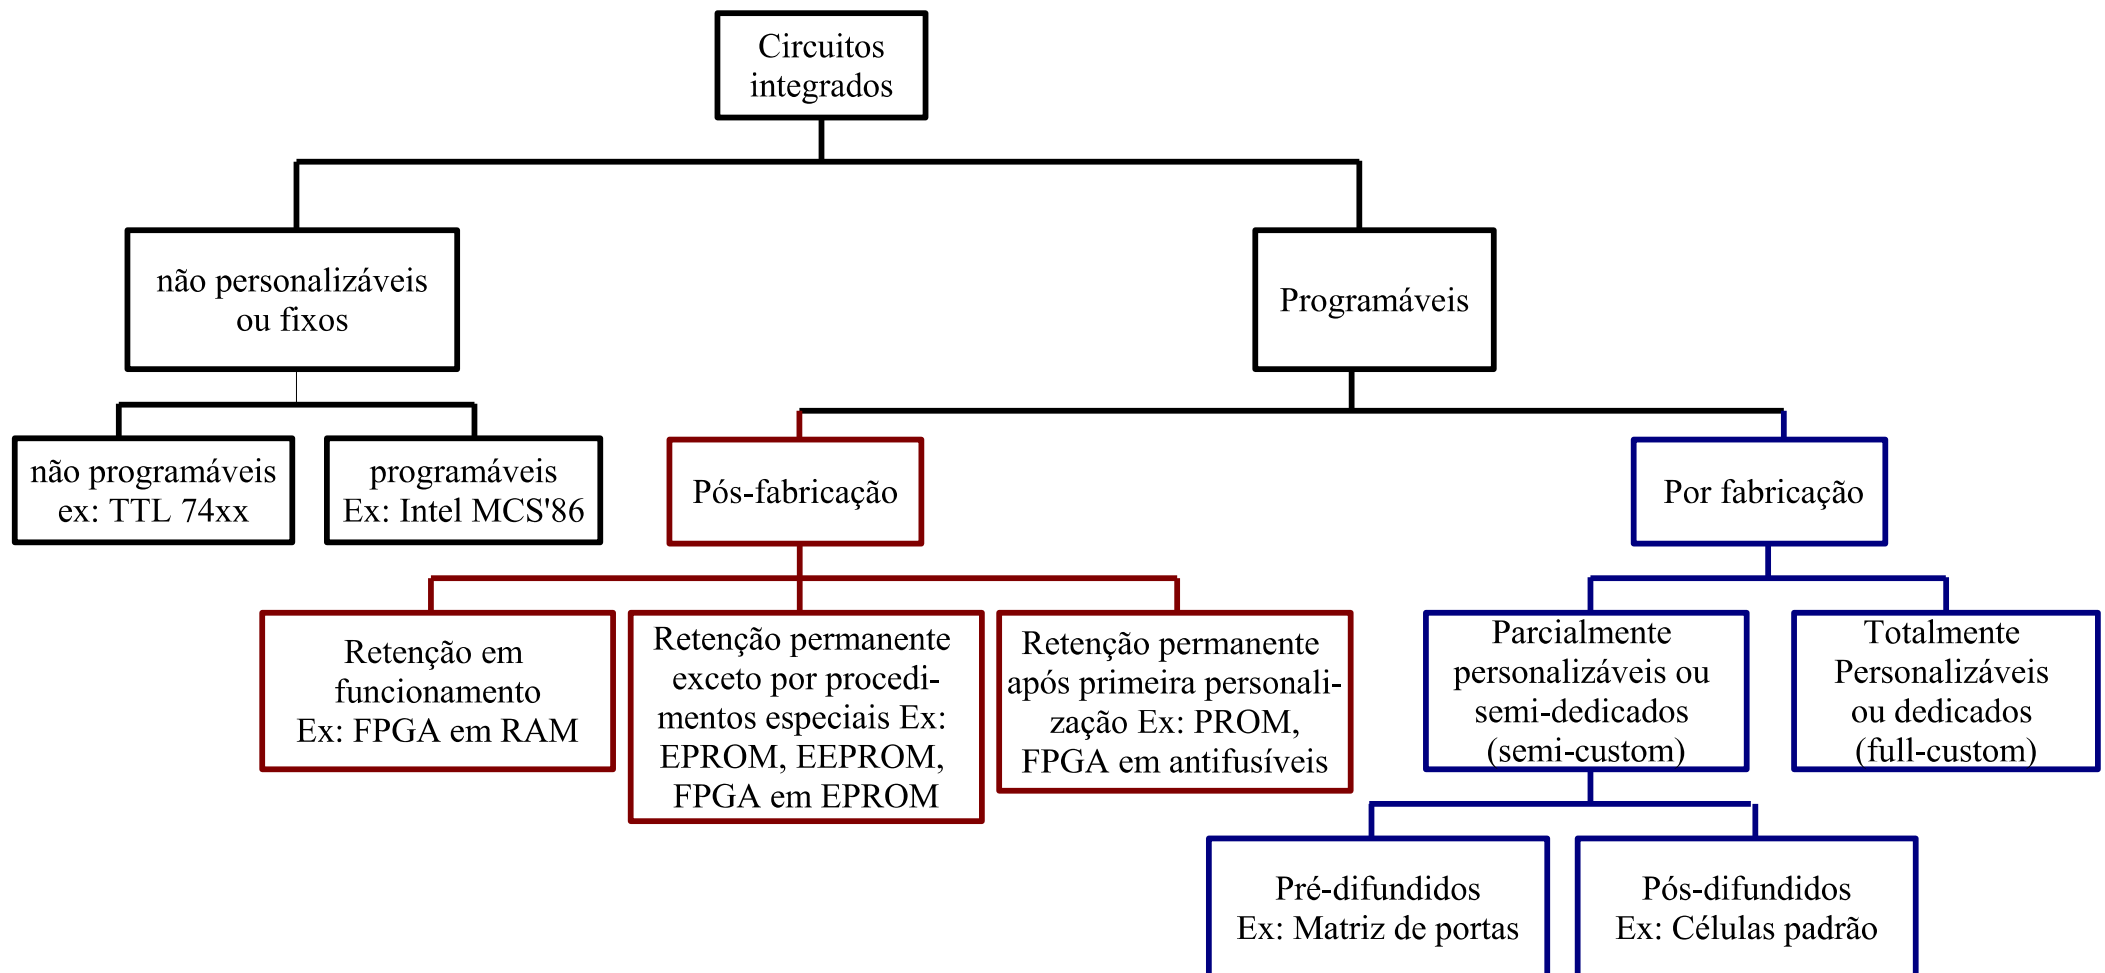 Circuitos
integrados
não personalizáveis
ou fixos
Programáveis
não programáveis
ex: TTL 74xx
programáveis
Ex: Intel MCS'86
Pós-fabricação
Por fabricação
Retenção em
funcionamento
Ex: FPGA em RAM
Retenção permanente
exceto por procedi-
mentos especiais Ex:
EPROM, EEPROM,
FPGA em EPROM
Retenção permanente
após primeira personali-
zação Ex: PROM,
FPGA em antifusíveis
Parcialmente
personalizáveis ou
semi-dedicados
(semi-custom)
Totalmente
Personalizáveis
ou dedicados
(full-custom)
Pré-difundidos
Ex: Matriz de portas
Pós-difundidos
Ex: Células padrão